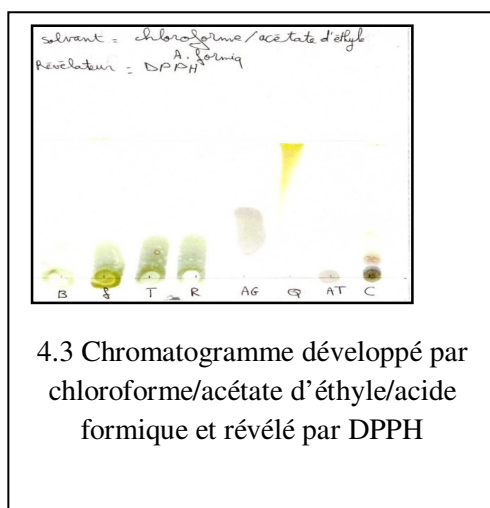 solvant = chloroforme/acétate d'éthyle
A. formiq
Révélateur = DPPH
B f T R AG Q AT C
4.3 Chromatogramme développé par
chloroforme/acétate d'éthyle/acide
formique et révélé par DPPH